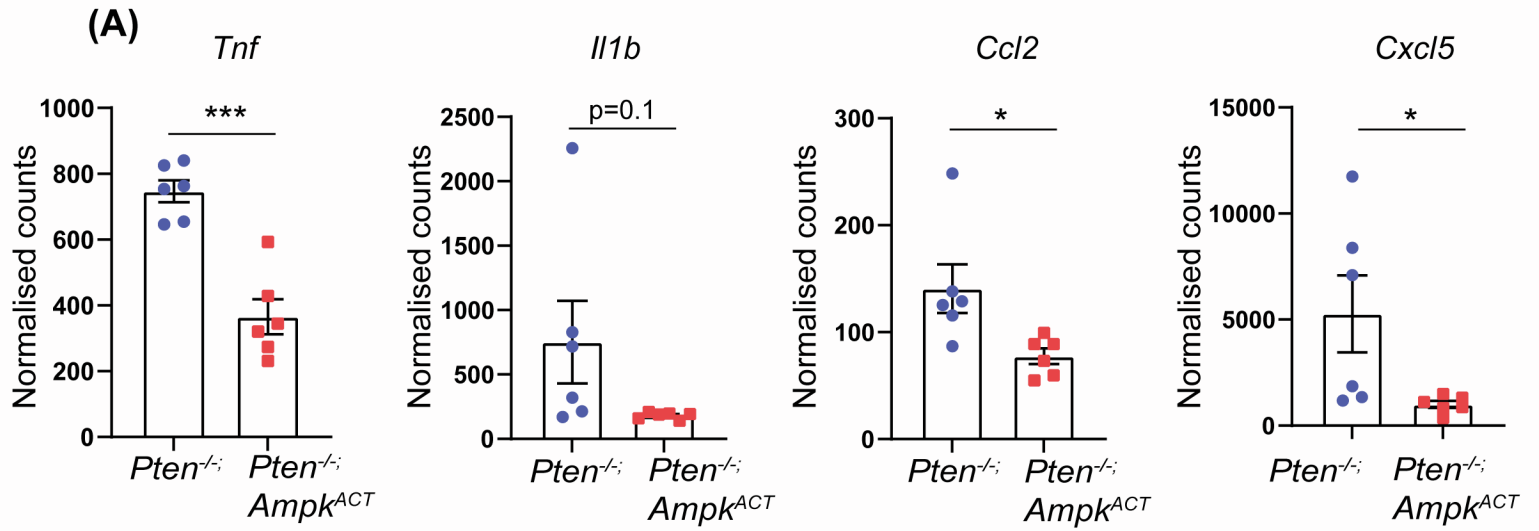 (A)
Tnf
Il1b
Ccl2
Cxcl5
Normalised counts
1000
800
600
400
200
0
***
Pten-/-;
Pten-/-;
AmpkACT
Normalised counts
2500
2000
1500
1000
500
0
p=0.1
Pten-/-;
Pten-/-;
AmpkACT
Normalised counts
300
200
100
0
*
Pten-/-;
Pten-/-;
AmpkACT
Normalised counts
15000
10000
5000
0
*
Pten-/-;
Pten-/-;
AmpkACT